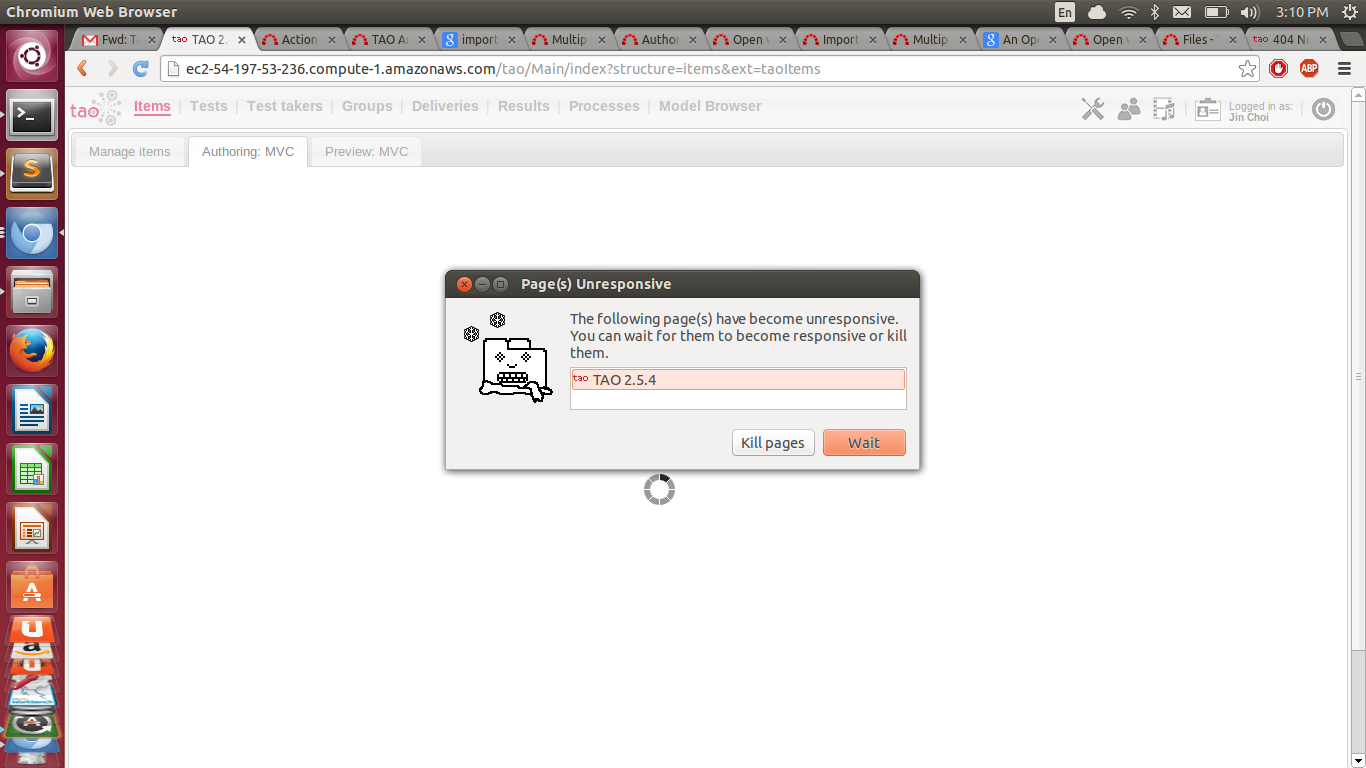 Chromium Web Browser
En
3:10 PM
Fwd: T
TAO 2.
Action
TAO A
import
Multip
Author
Open v
Import
Multip
An Op
Open v
Files -
404 N
ec2-54-197-53-236.compute-1.amazonaws.com/tao/Main/index?structure=items&ext=taoItems
ABP
tao
Items
Tests
Test takers
Groups
Deliveries
Results
Processes
Model Browser
Logged in as:
Jin Choi
Manage items
Authoring: MVC
Preview: MVC
Page(s) Unresponsive
The following page(s) have become unresponsive.
You can wait for them to become responsive or kill
them.
tao TAO 2.5.4
Kill pages
Wait